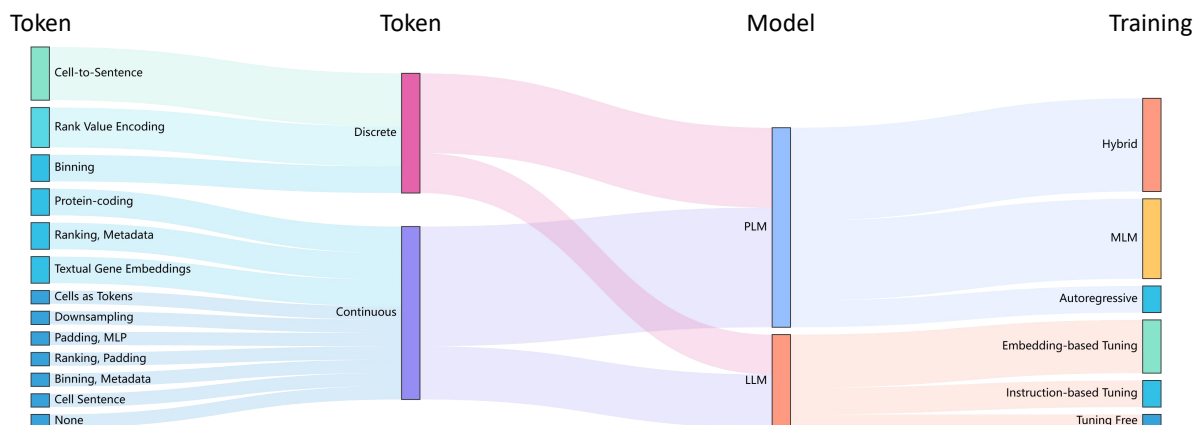 Token
Token
Model
Training
Cell-to-Sentence
Rank Value Encoding
Binning
Protein-coding
Ranking, Metadata
Textual Gene Embeddings
Cells as Tokens
Downsampling
Padding, MLP
Ranking, Padding
Binning, Metadata
Cell Sentence
None
Discrete
Continuous
PLM
LLM
Hybrid
MLM
Autoregressive
Embedding-based Tuning
Instruction-based Tuning
Tuning Free